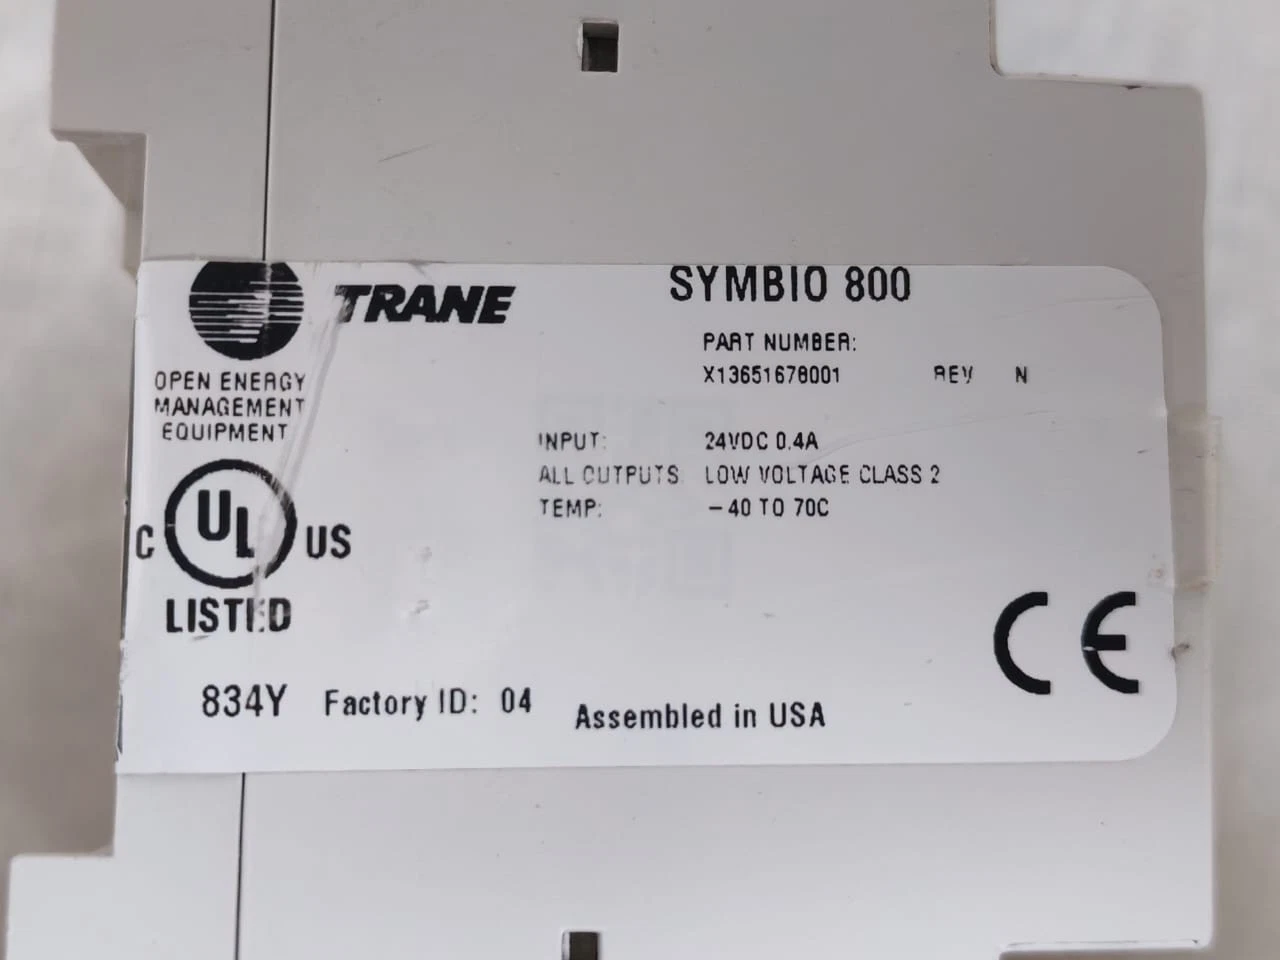 TRANE
SYMBIO 800
PART NUMBER:
X13651678001 REV N
OPEN ENERGY
MANAGEMENT
EQUIPMENT
INPUT: 24VDC 0.4A
ALL OUTPUTS: LOW VOLTAGE CLASS 2
TEMP: -40 TO 70C
C UL US
LISTED
CE
834Y Factory ID: 04 Assembled in USA